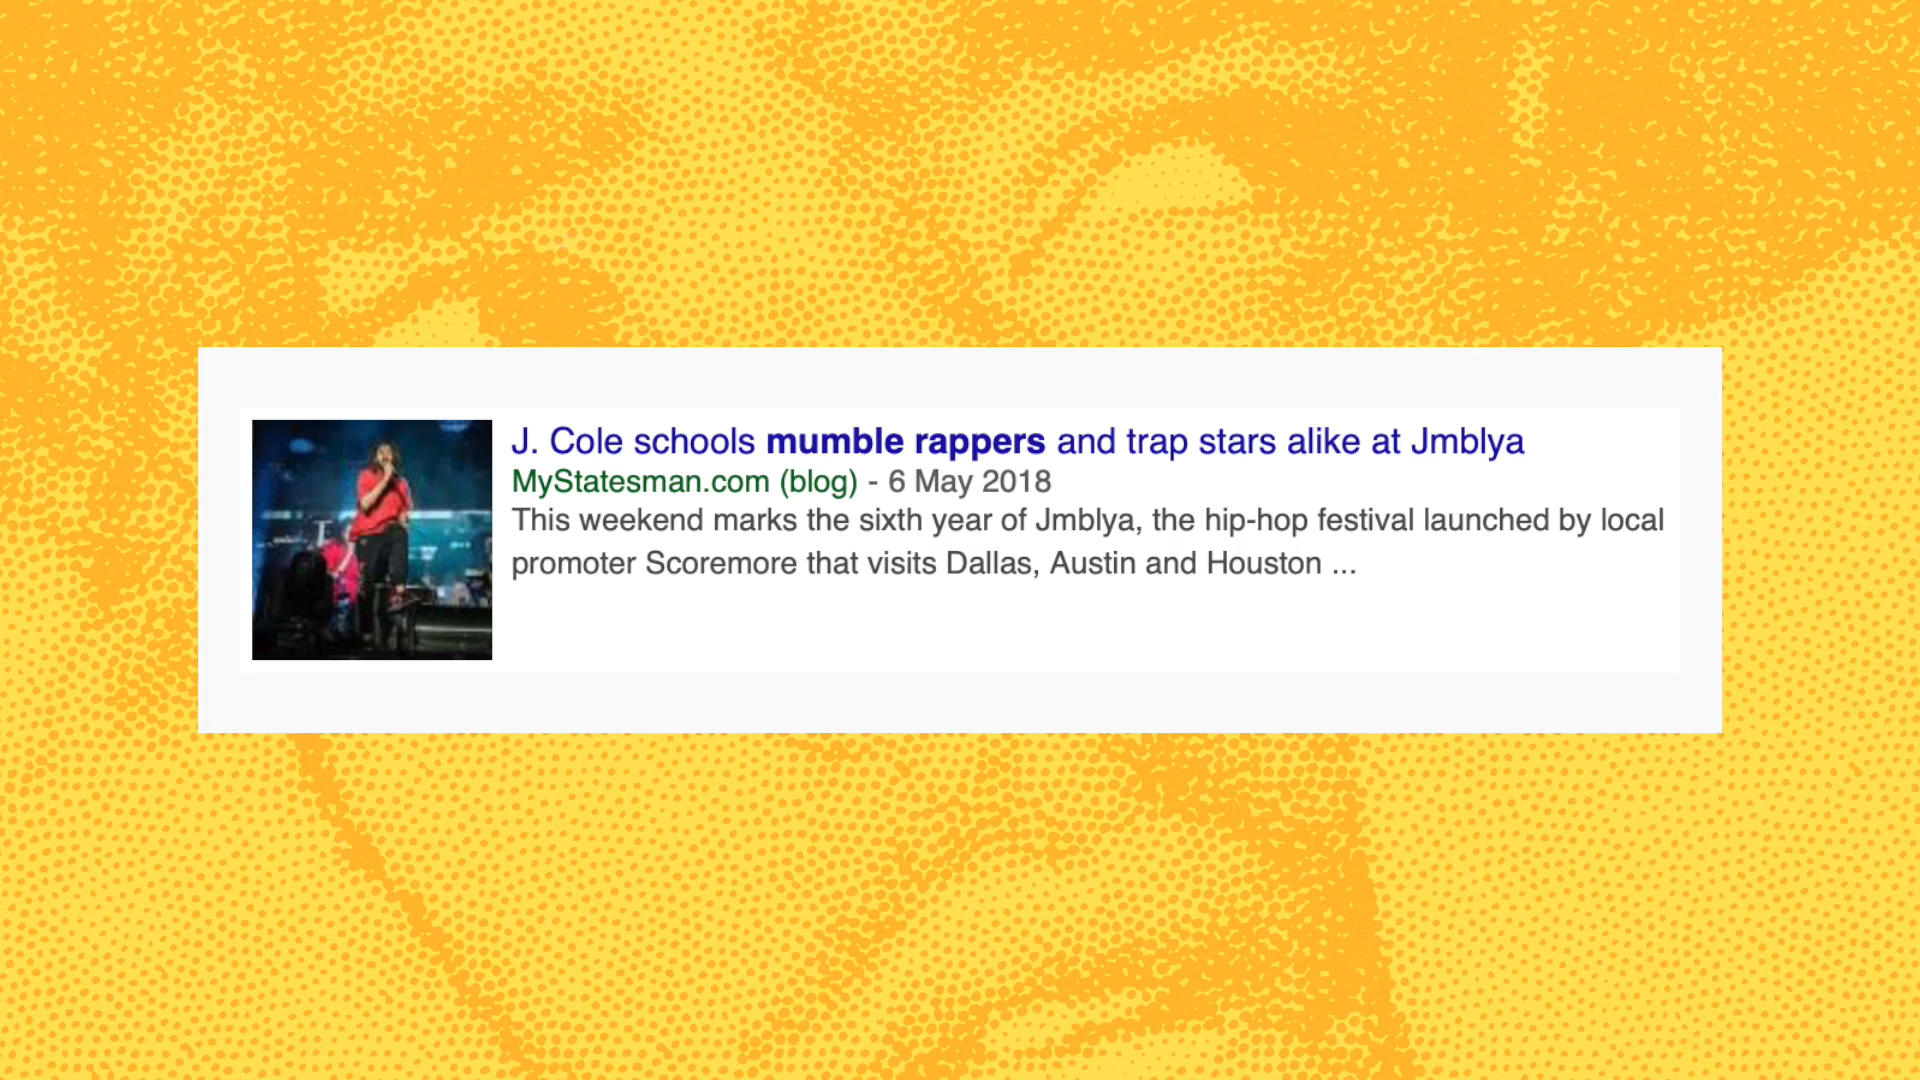 J. Cole schools mumble rappers and trap stars alike at Jmblya
MyStatesman.com (blog) - 6 May 2018
This weekend marks the sixth year of Jmblya, the hip-hop festival launched by local
promoter Scoremore that visits Dallas, Austin and Houston ...